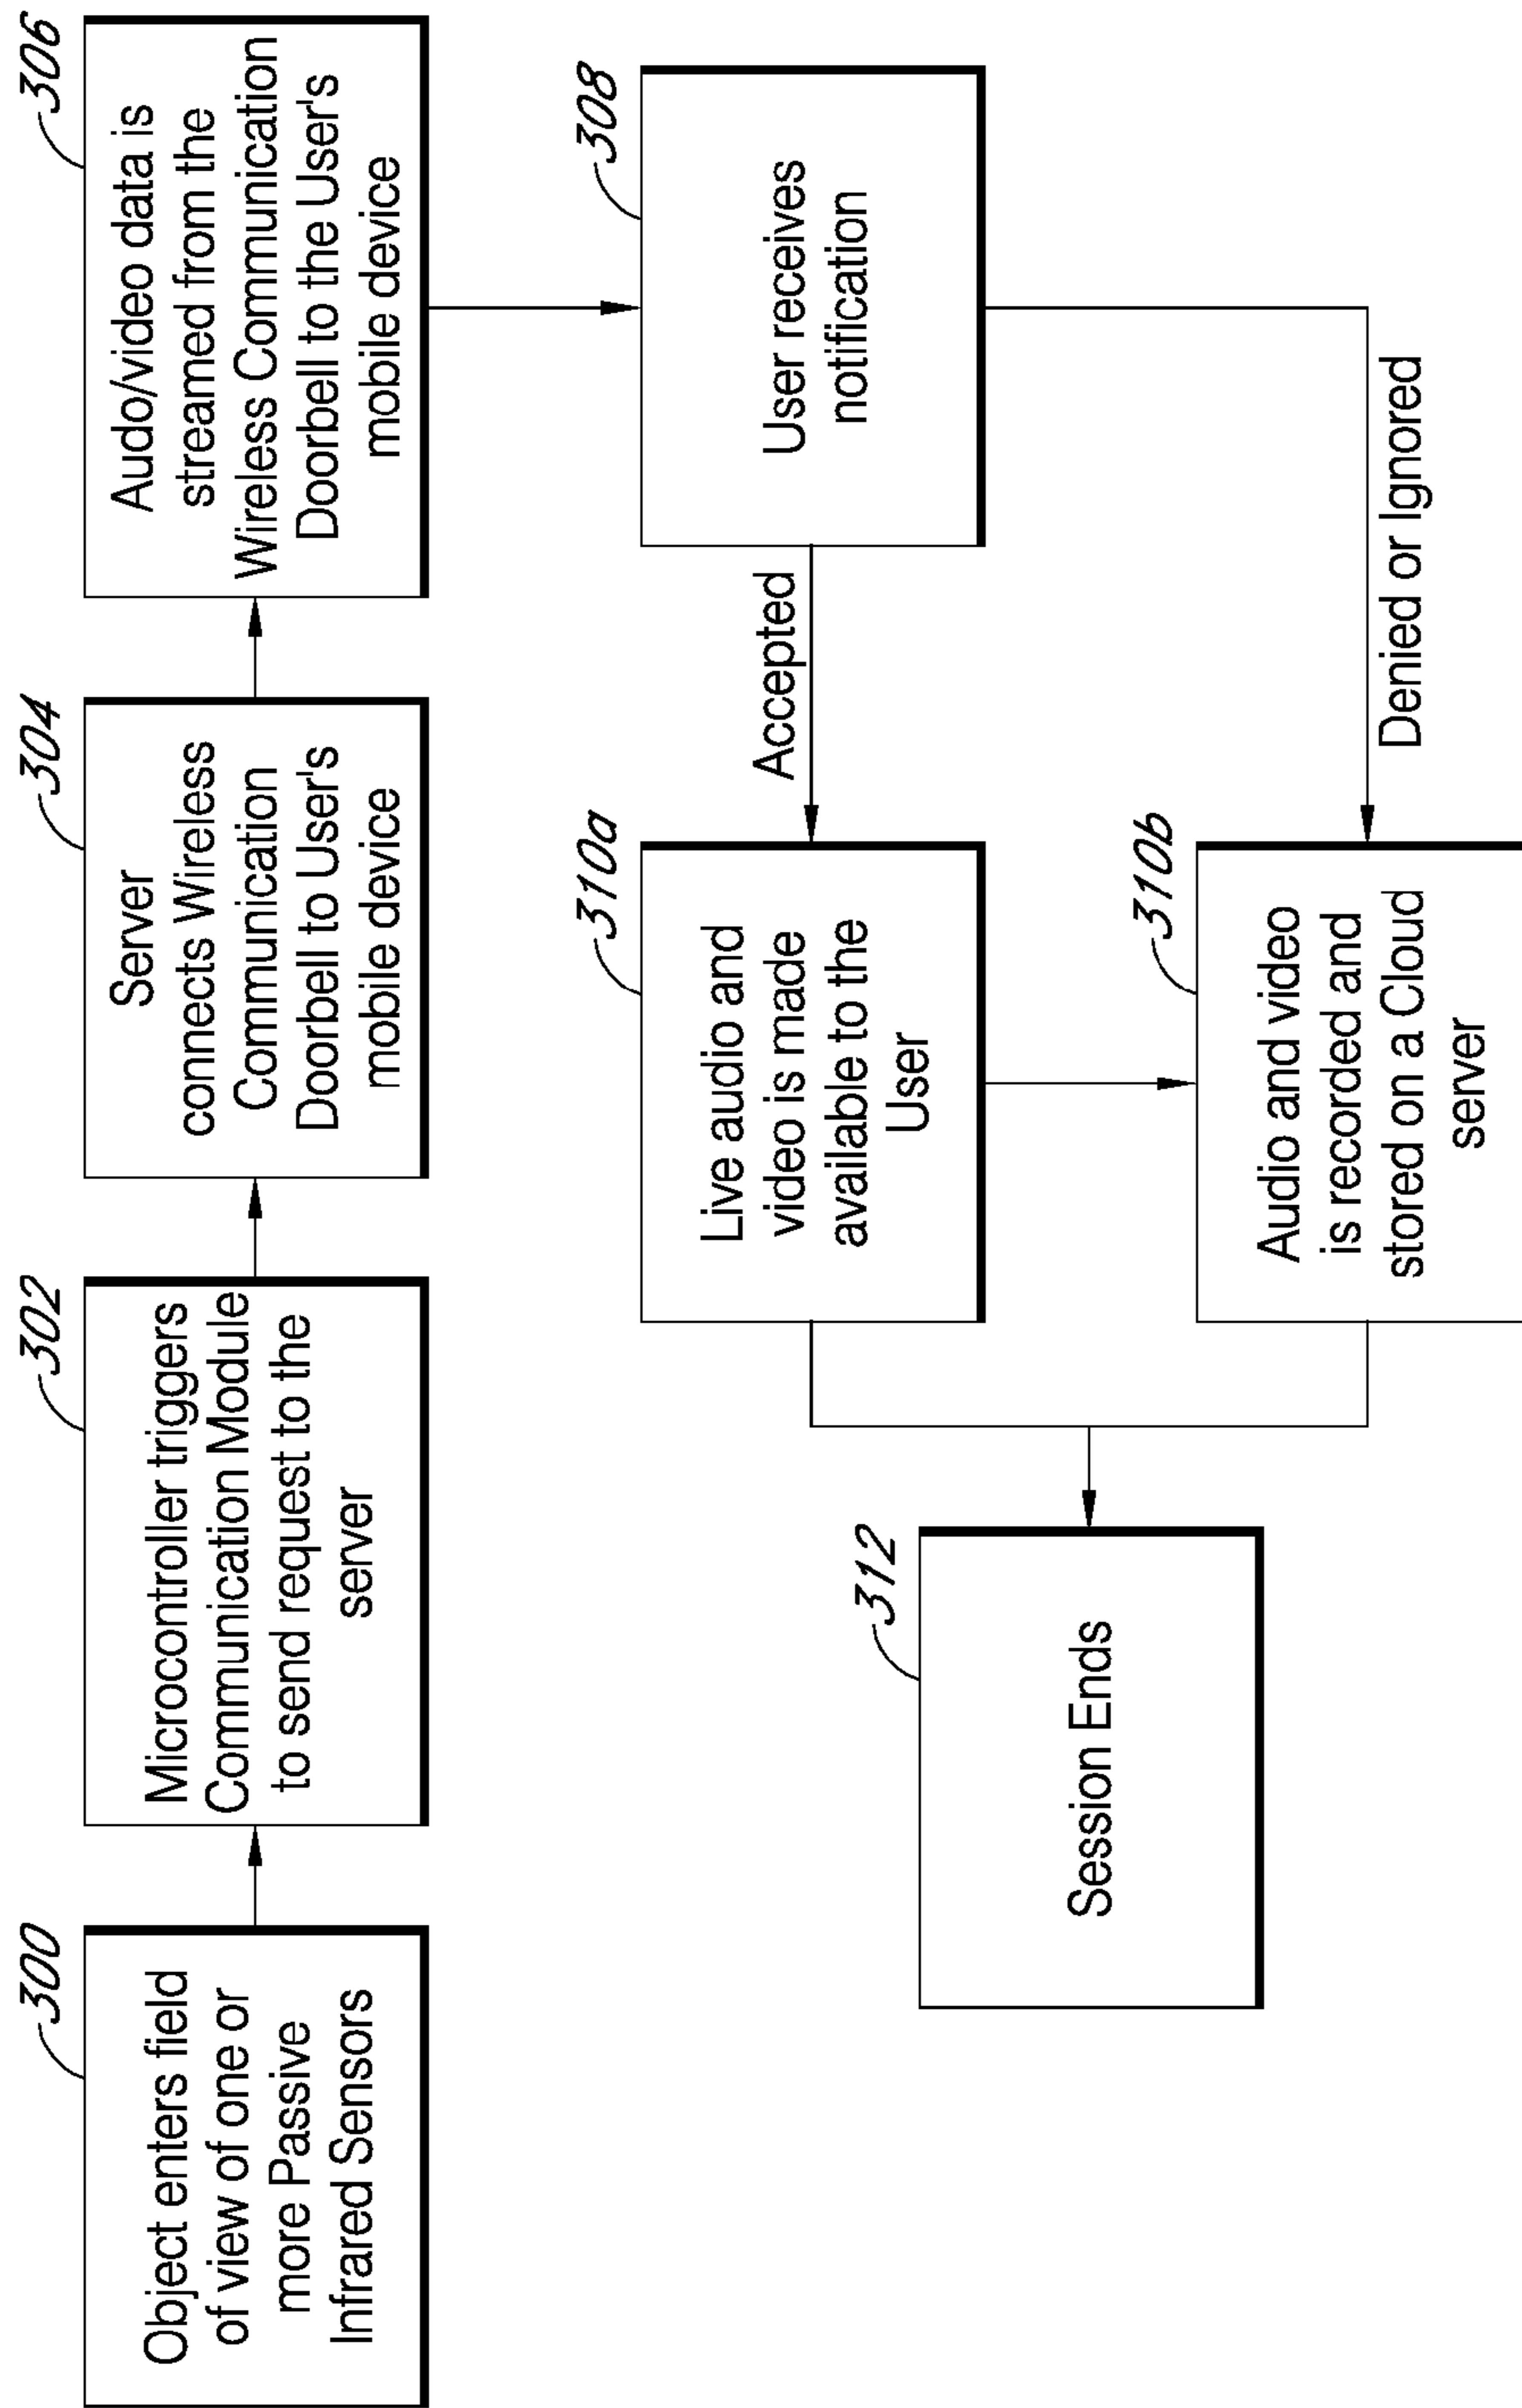 300
Object enters field
of view of one or
more Passive
Infrared Sensors
302
Microcontroller triggers
Communication Module
to send request to the
server
304
Server
connects Wireless
Communication
Doorbell to User's
mobile device
306
Audo/video data is
streamed from the
Wireless Communication
Doorbell to the User's
mobile device
308
User receives
notification
Accepted
Denied or Ignored
310a
Live audio and
video is made
available to the
User
310b
Audio and video
is recorded and
stored on a Cloud
server
312
Session Ends